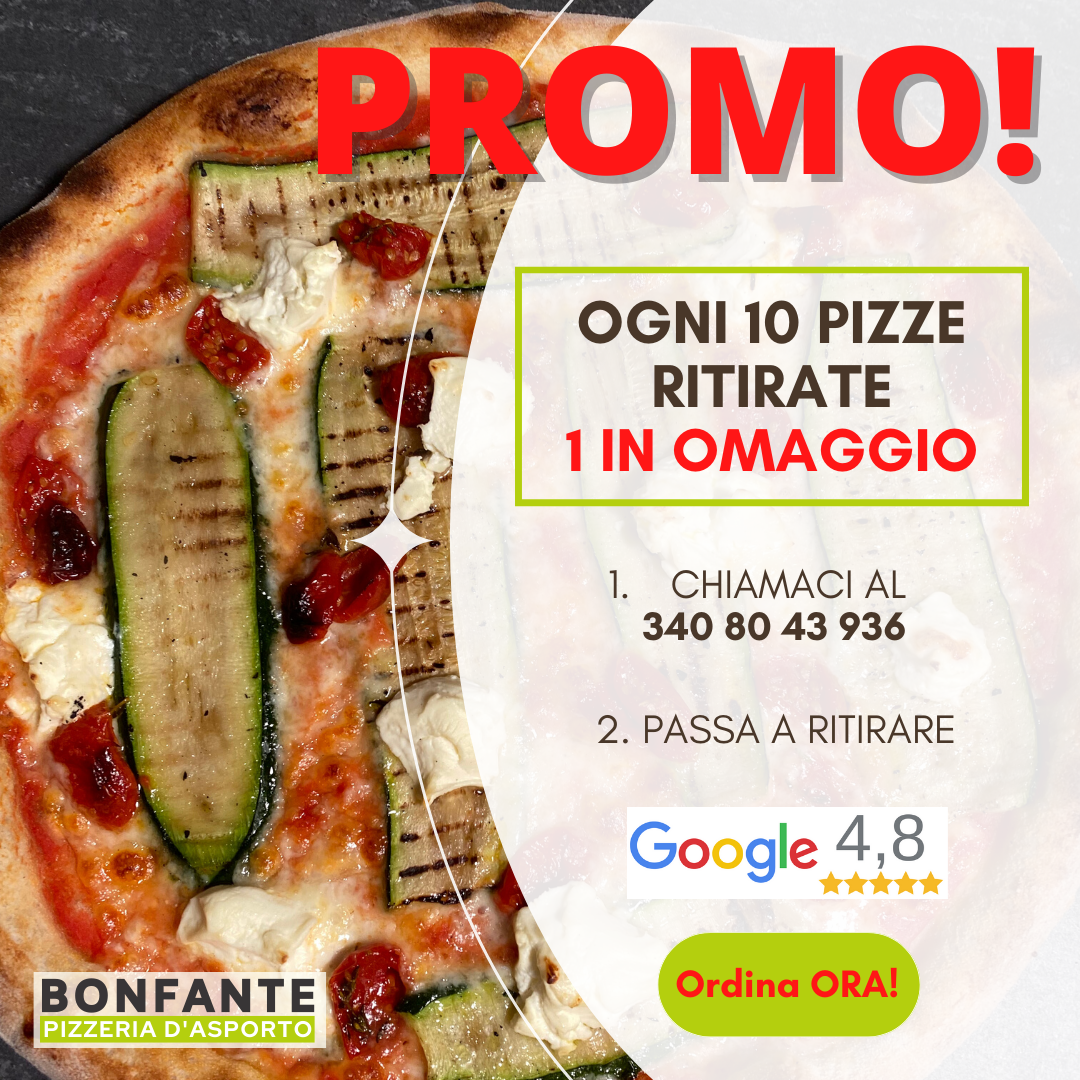 PROMO!
OGNI 10 PIZZE
RITIRATE
1 IN OMAGGIO
1. CHIAMACI AL
340 80 43 936
2. PASSA A RITIRARE
Google 4,8
Ordina ORA!
BONFANTE
PIZZERIA D'ASPORTO